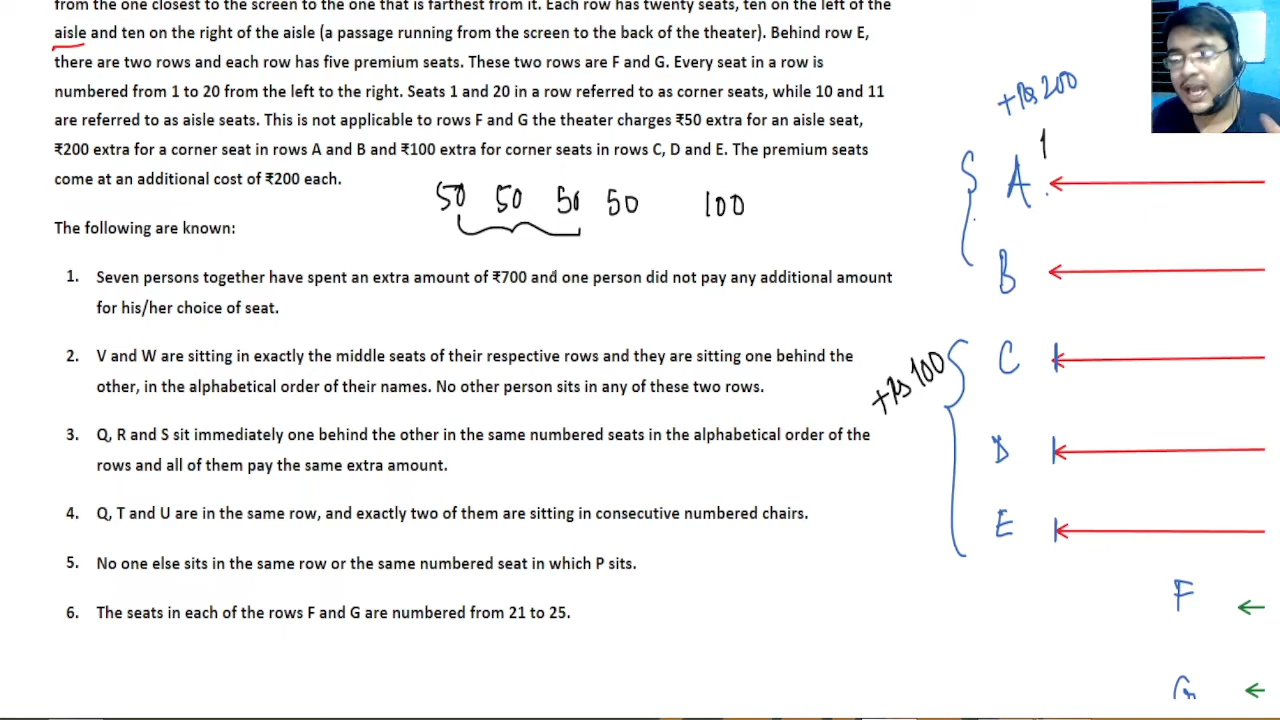 from the one closest to the screen to the one that is farthest from it. Each row has twenty seats, ten on the left of the
aisle and ten on the right of the aisle (a passage running from the screen to the back of the theater). Behind row E,
there are two rows and each row has five premium seats. These two rows are F and G. Every seat in a row is
numbered from 1 to 20 from the left to the right. Seats 1 and 20 in a row referred to as corner seats, while 10 and 11
are referred to as aisle seats. This is not applicable to rows F and G the theater charges ₹50 extra for an aisle seat,
₹200 extra for a corner seat in rows A and B and ₹100 extra for corner seats in rows C, D and E. The premium seats
come at an additional cost of ₹200 each.
50 50 50 50 100
The following are known:
1. Seven persons together have spent an extra amount of ₹700 and one person did not pay any additional amount
for his/her choice of seat.
2. V and W are sitting in exactly the middle seats of their respective rows and they are sitting one behind the
other, in the alphabetical order of their names. No other person sits in any of these two rows.
3. Q, R and S sit immediately one behind the other in the same numbered seats in the alphabetical order of the
rows and all of them pay the same extra amount.
4. Q, T and U are in the same row, and exactly two of them are sitting in consecutive numbered chairs.
5. No one else sits in the same row or the same numbered seat in which P sits.
6. The seats in each of the rows F and G are numbered from 21 to 25.
+Rs 200
1
A
B
+Rs 100
C
D
E
F
G